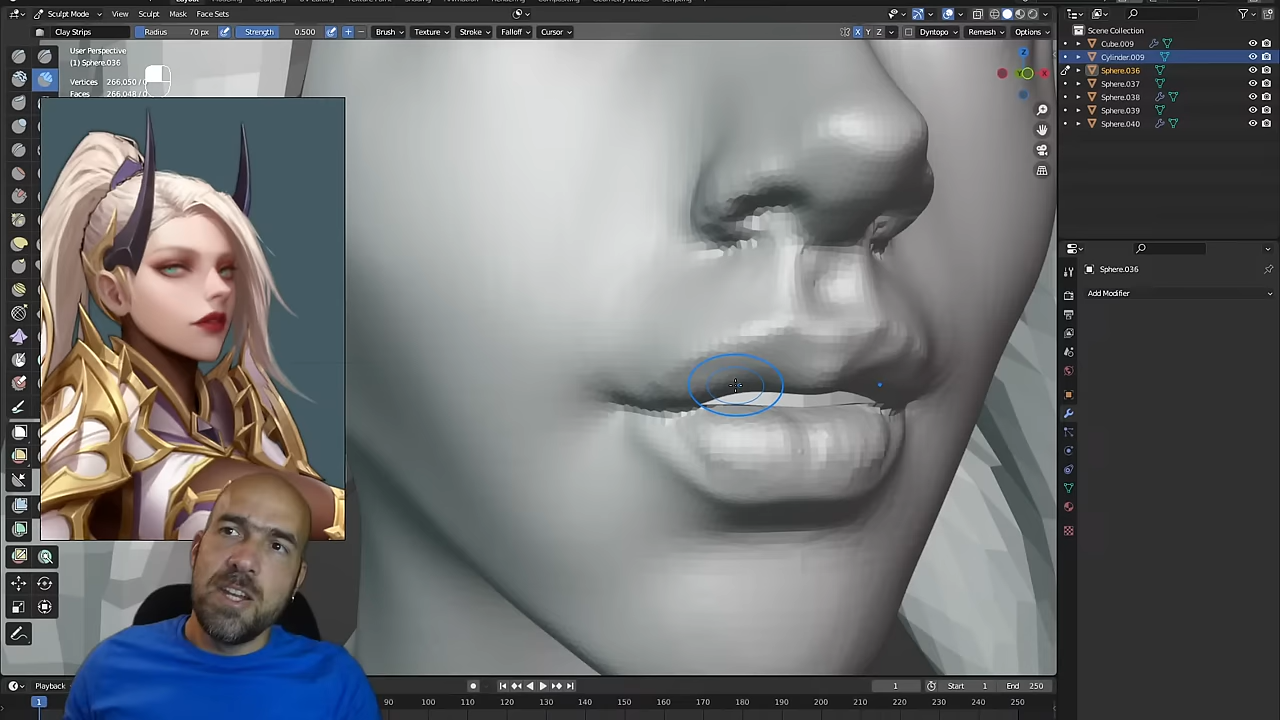 Sculpt Mode View Sculpt Mask Face Sets
Clay Strips Radius 70 px Strength 0.500 Brush Texture Stroke Falloff Cursor X Y Z Dyntopo Remesh Options
User Perspective
(1) Sphere.036
Vertices 266.050 / 0
Faces 266.048 / 0
Z
X
Y
Scene Collection
Cube.009
Cylinder.009
Sphere.036
Sphere.037
Sphere.038
Sphere.039
Sphere.040
Sphere.036
Add Modifier
Playback 1 Start 1 End 250
1 90 100 110 120 130 140 150 160 170 180 190 200 210 220 230 240 250